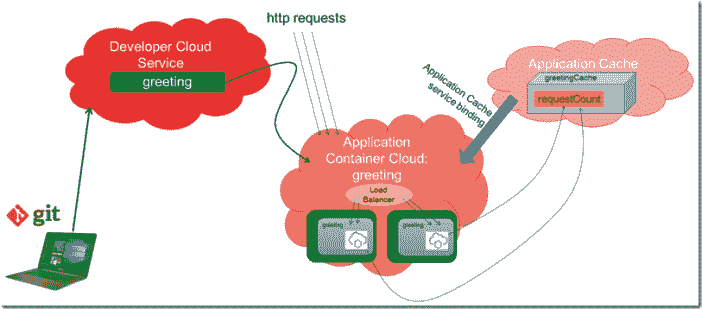 http requests
Developer Cloud
Service
greeting
Application Cache
greetingCache
requestCount
Application Cache
service binding
Application
Container Cloud:
greeting
Load
Balancer
greeting
greeting
git